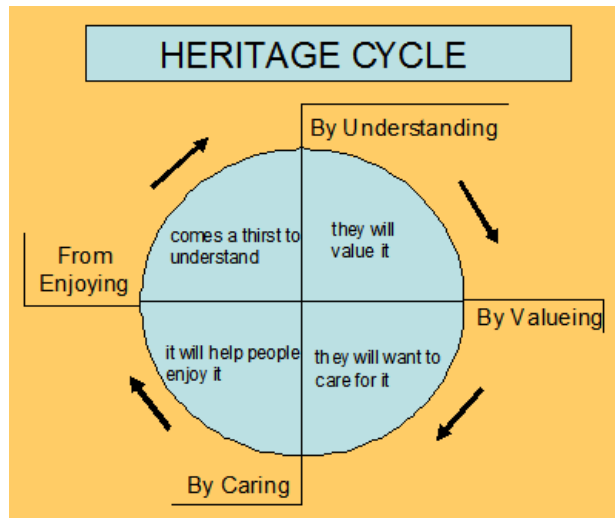 HERITAGE CYCLE
By Understanding
they will
value it
By Valueing
they will want to
care for it
By Caring
it will help people
enjoy it
From
Enjoying
comes a thirst to
understand